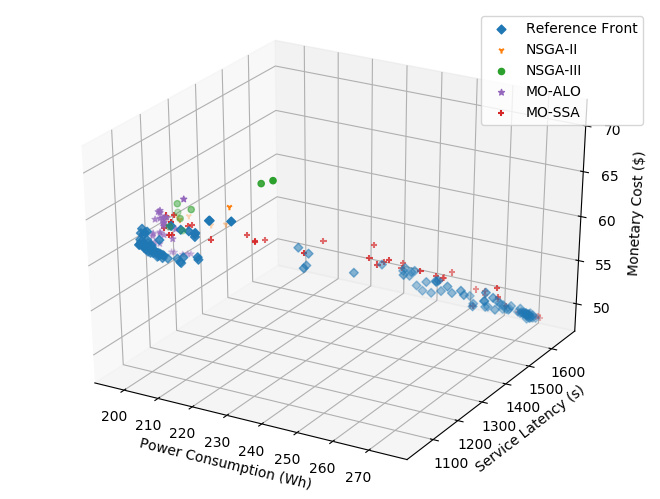 Reference Front
NSGA-II
NSGA-III
MO-ALO
MO-SSA
70
65
60
55
50
Monetary Cost ($)
1600
1500
1400
1300
1200
1100
Service Latency (s)
200
210
220
230
240
250
260
270
Power Consumption (Wh)